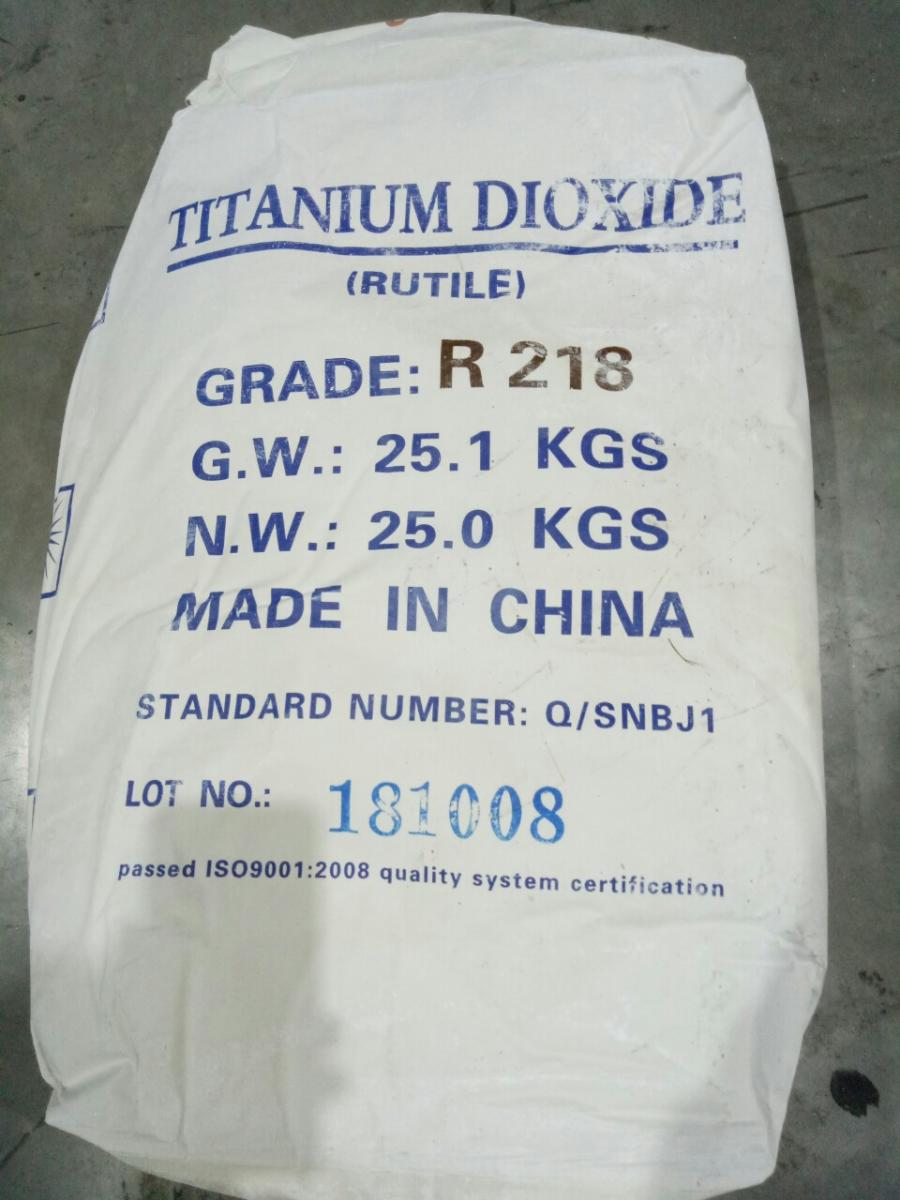 TITANIUM DIOXIDE
(RUTILE)
GRADE: R 218
G.W.: 25.1 KGS
N.W.: 25.0 KGS
MADE IN CHINA
STANDARD NUMBER: Q/SNBJ1
LOT NO.: 181008
passed ISO9001:2008 quality system certification